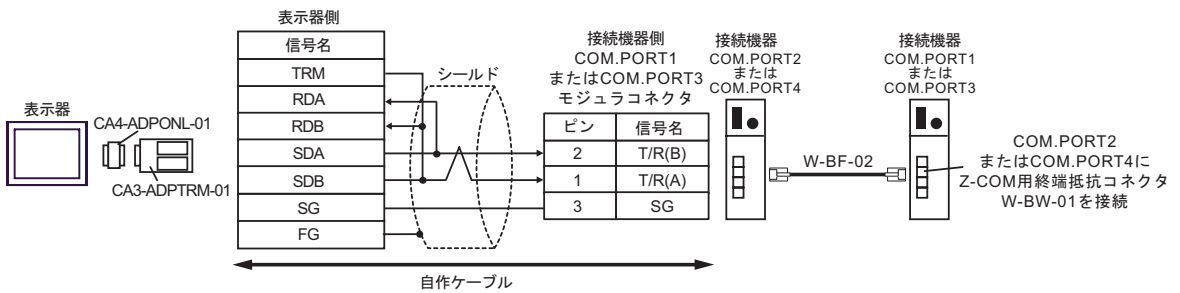 表示器
CA4-ADPONL-01
CA3-ADPTRM-01
表示器側
信号名
TRM
RDA
RDB
SDA
SDB
SG
FG
シールド
自作ケーブル
接続機器側
COM.PORT1
またはCOM.PORT3
モジュラコネクタ
ピン 信号名
2 T/R(B)
1 T/R(A)
3 SG
接続機器
COM.PORT2
または
COM.PORT4
W-BF-02
接続機器
COM.PORT1
または
COM.PORT3
COM.PORT2
またはCOM.PORT4に
Z-COM用終端抵抗コネクタ
W-BW-01を接続